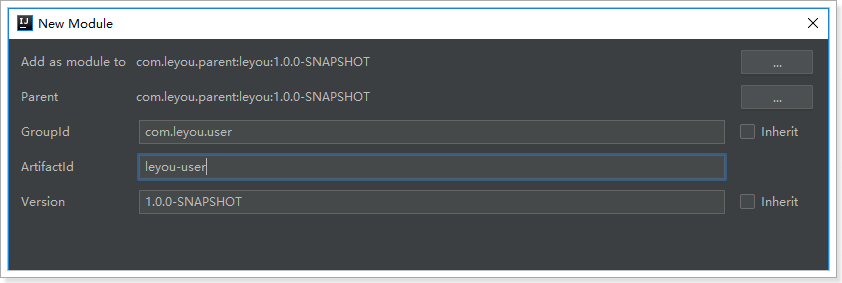 New Module
Add as module to com.leyou.parent:leyou:1.0.0-SNAPSHOT ...
Parent com.leyou.parent:leyou:1.0.0-SNAPSHOT ...
GroupId com.leyou.user Inherit
ArtifactId leyou-user
Version 1.0.0-SNAPSHOT Inherit